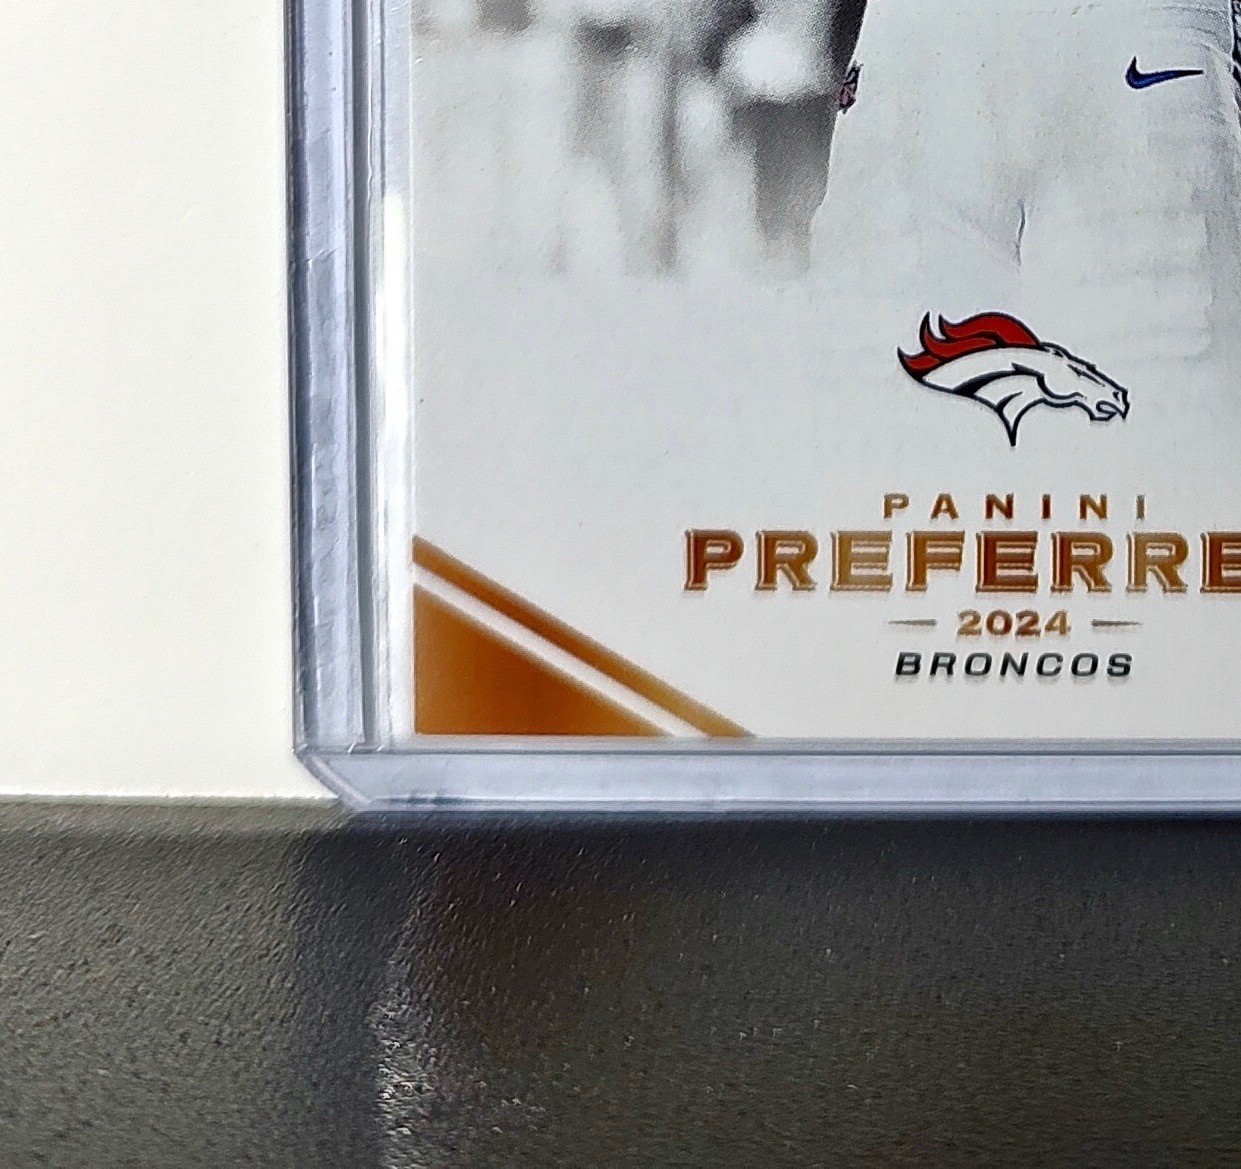 PANINI
PREFERRE
2024
BRONCOS